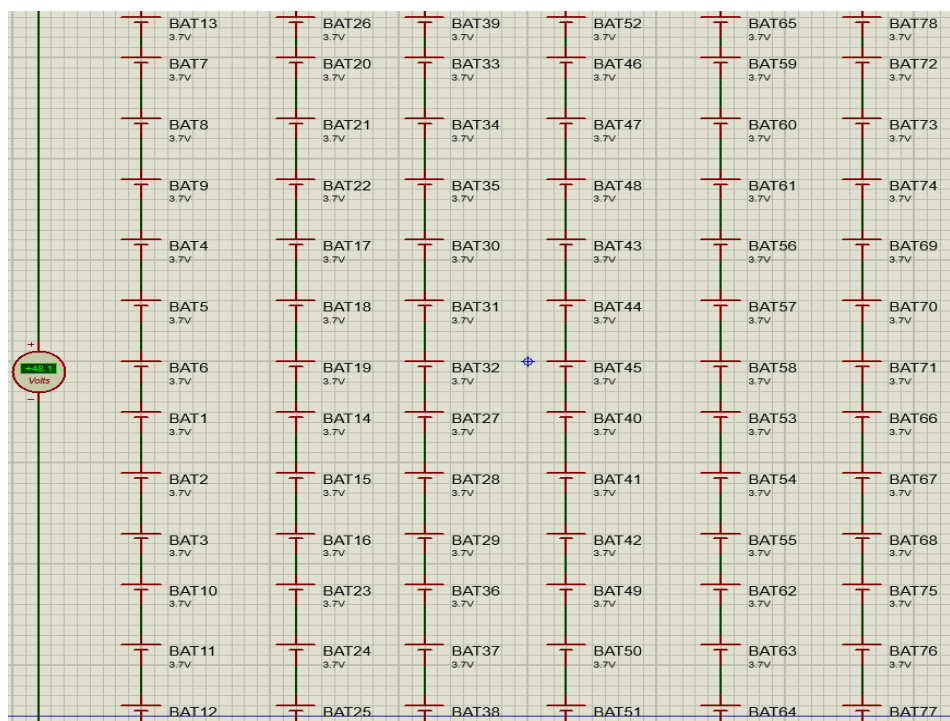 BAT13 BAT26 BAT39 BAT52 BAT65 BAT78
3.7V 3.7V 3.7V 3.7V 3.7V 3.7V
BAT7 BAT20 BAT33 BAT46 BAT59 BAT72
3.7V 3.7V 3.7V 3.7V 3.7V 3.7V
BAT8 BAT21 BAT34 BAT47 BAT60 BAT73
3.7V 3.7V 3.7V 3.7V 3.7V 3.7V
BAT9 BAT22 BAT35 BAT48 BAT61 BAT74
3.7V 3.7V 3.7V 3.7V 3.7V 3.7V
BAT4 BAT17 BAT30 BAT43 BAT56 BAT69
3.7V 3.7V 3.7V 3.7V 3.7V 3.7V
BAT5 BAT18 BAT31 BAT44 BAT57 BAT70
3.7V 3.7V 3.7V 3.7V 3.7V 3.7V
+
BAT6 BAT19 BAT32 BAT45 BAT58 BAT71
+48.1
3.7V 3.7V 3.7V 3.7V 3.7V 3.7V
Volts
BAT1 BAT14 BAT27 BAT40 BAT53 BAT66
3.7V 3.7V 3.7V 3.7V 3.7V 3.7V
BAT2 BAT15 BAT28 BAT41 BAT54 BAT67
3.7V 3.7V 3.7V 3.7V 3.7V 3.7V
BAT3 BAT16 BAT29 BAT42 BAT55 BAT68
3.7V 3.7V 3.7V 3.7V 3.7V 3.7V
BAT10 BAT23 BAT36 BAT49 BAT62 BAT75
3.7V 3.7V 3.7V 3.7V 3.7V 3.7V
BAT11 BAT24 BAT37 BAT50 BAT63 BAT76
3.7V 3.7V 3.7V 3.7V 3.7V 3.7V
BAT12 BAT25 BAT38 BAT51 BAT64 BAT77